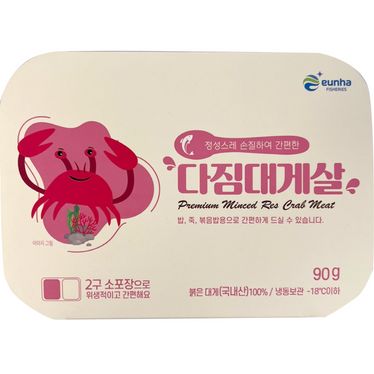 eunha
FISHERIES
정성스레 손질하여 간편한
다짐대게살
Premium Minced Res Crab Meat
밥, 죽, 볶음밥용으로 간편하게 드실 수 있습니다.
이미지 그림
2구 소포장으로
위생적이고 간편해요
90g
붉은 대게(국내산)100% / 냉동보관 -18℃이하